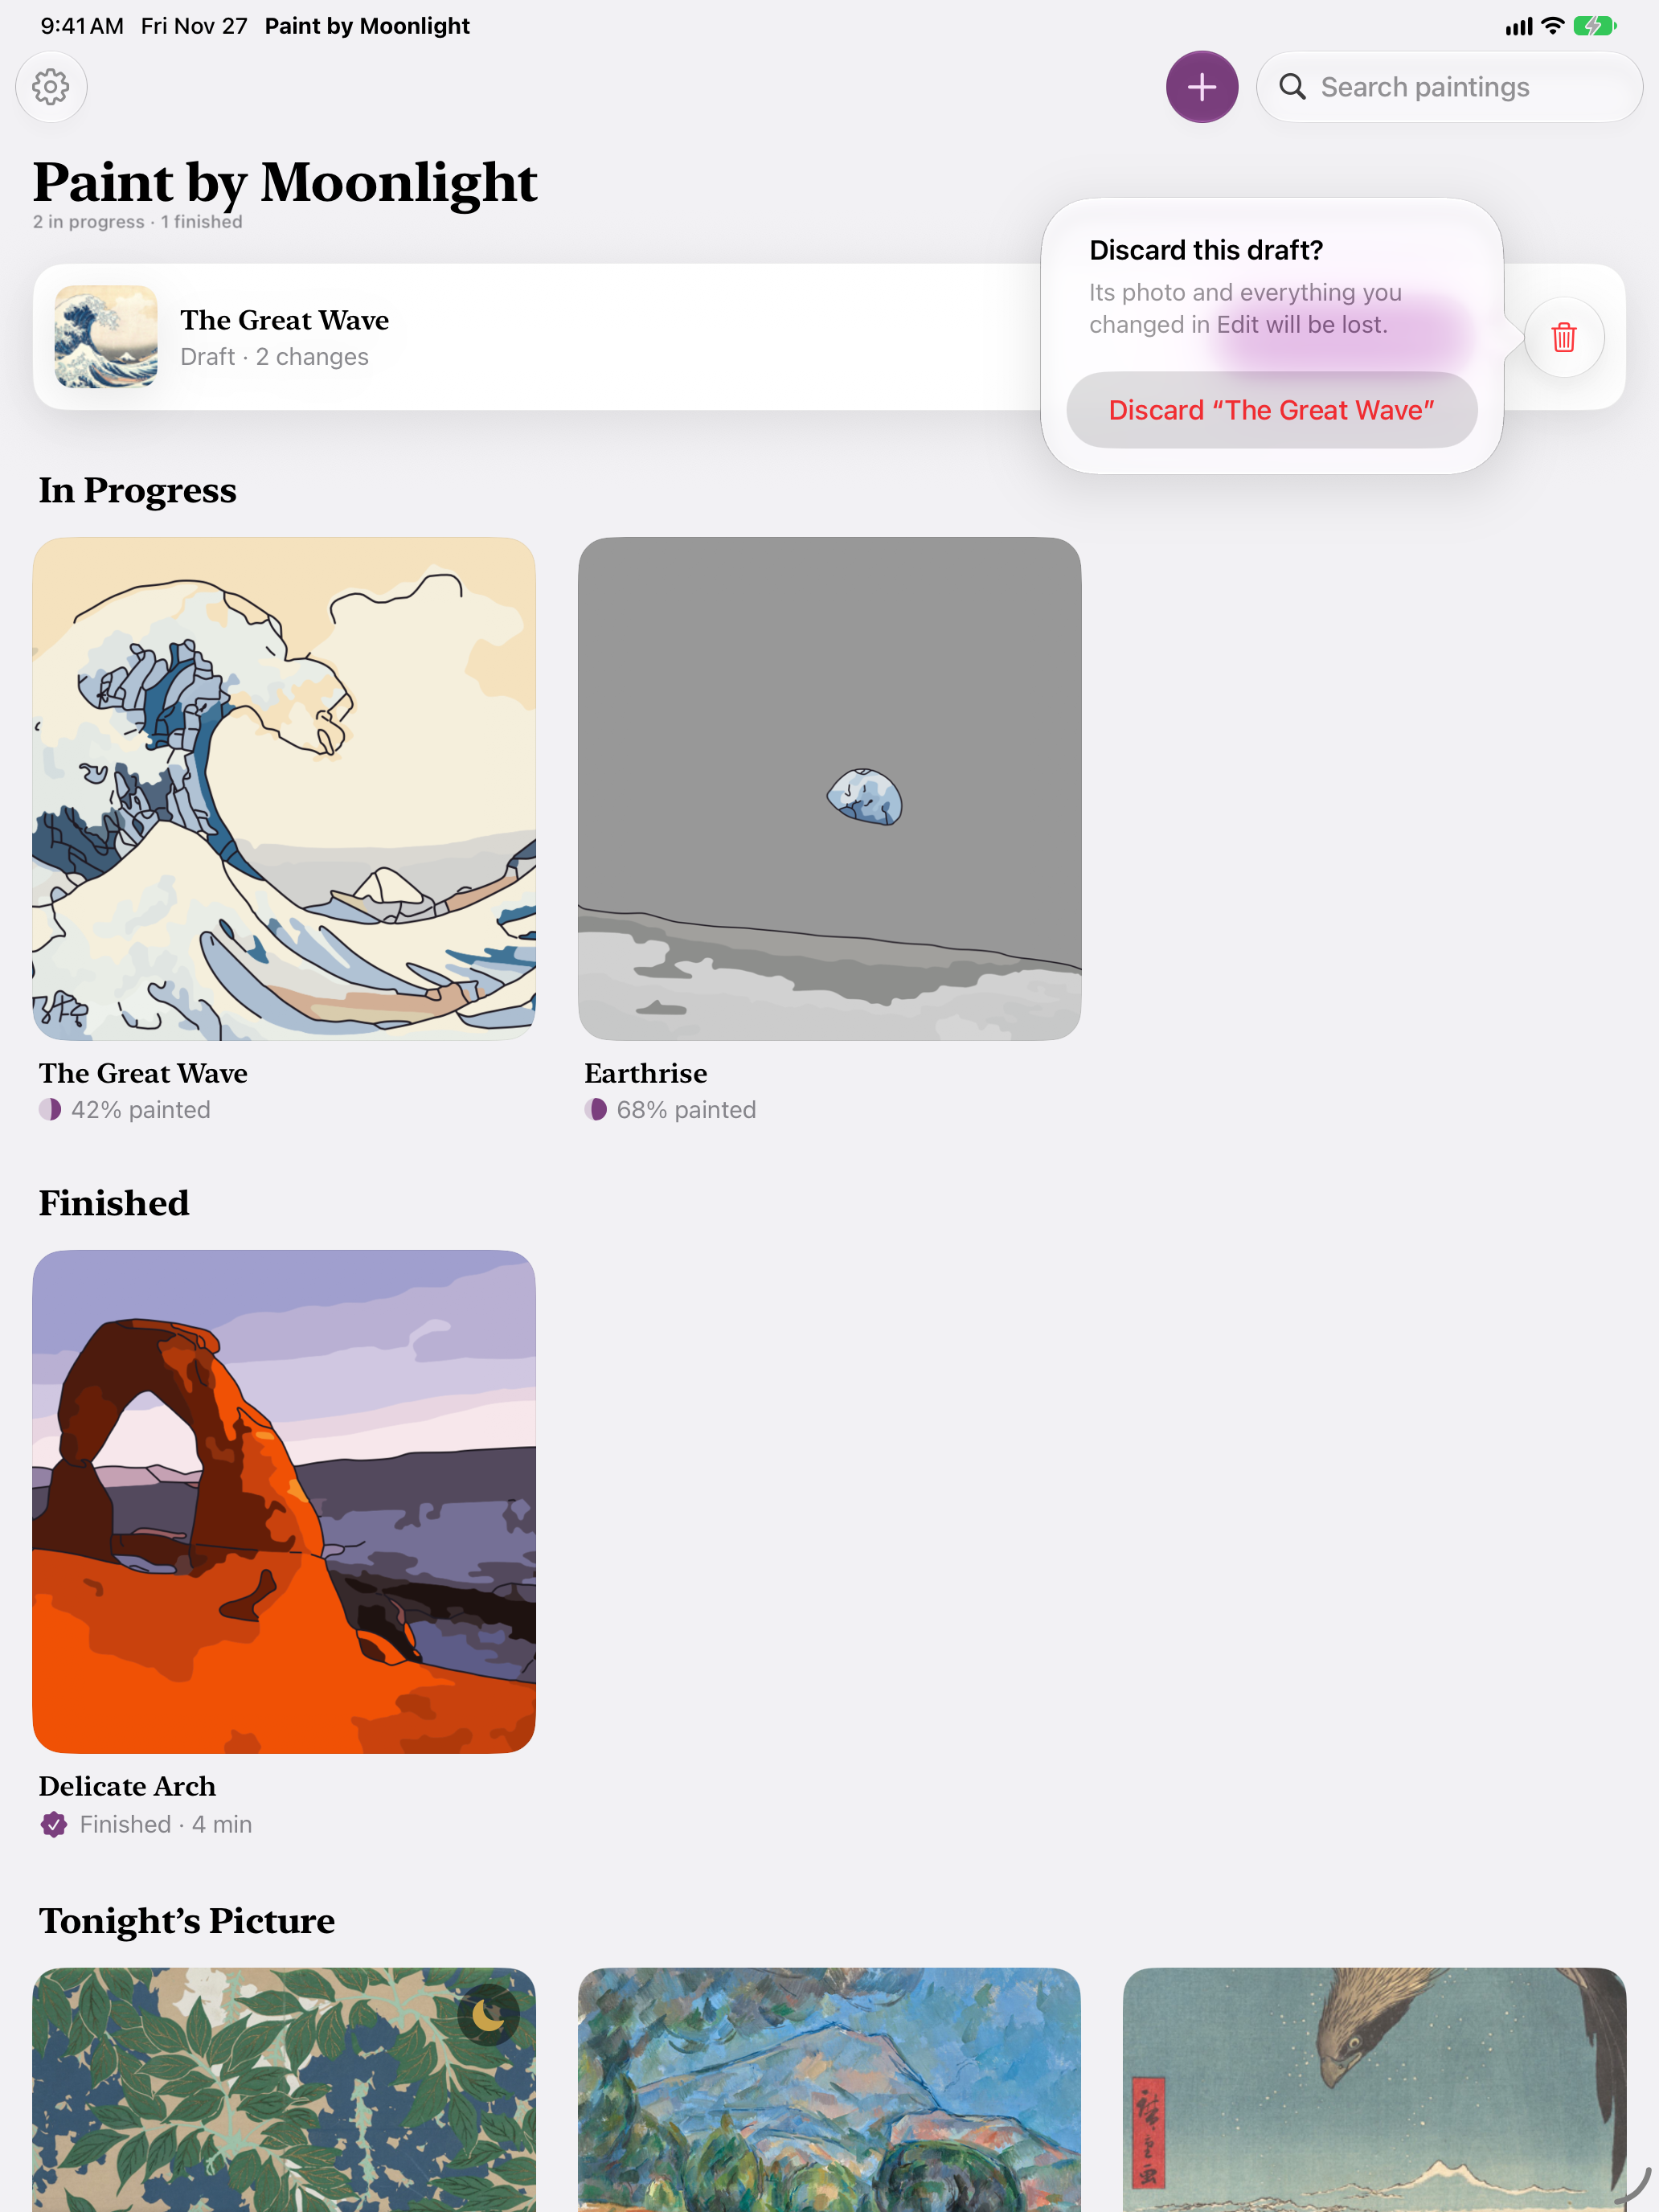 9:41 AM Fri Nov 27 Paint by Moonlight
Search paintings
Paint by Moonlight
2 in progress · 1 finished
The Great Wave
Draft · 2 changes
Discard this draft?
Its photo and everything you
changed in Edit will be lost.
Discard “The Great Wave”
In Progress
The Great Wave
42% painted
Earthrise
68% painted
Finished
Delicate Arch
Finished · 4 min
Tonight’s Picture